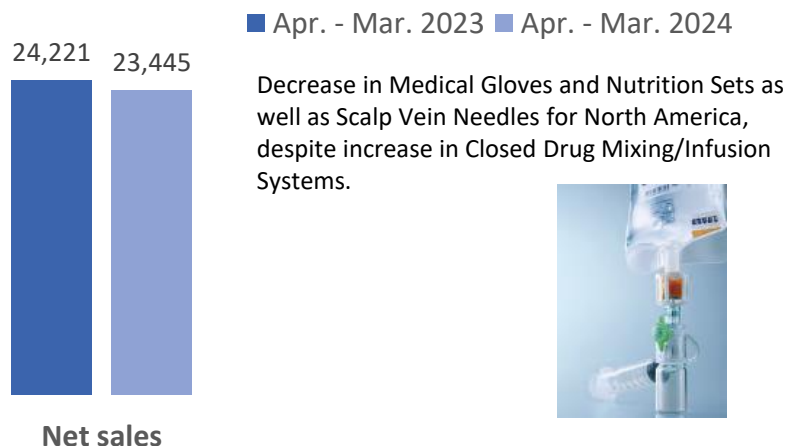 Apr. - Mar. 2023 Apr. - Mar. 2024
24,221
23,445
Decrease in Medical Gloves and Nutrition Sets as
well as Scalp Vein Needles for North America,
despite increase in Closed Drug Mixing/Infusion
Systems.
Net sales